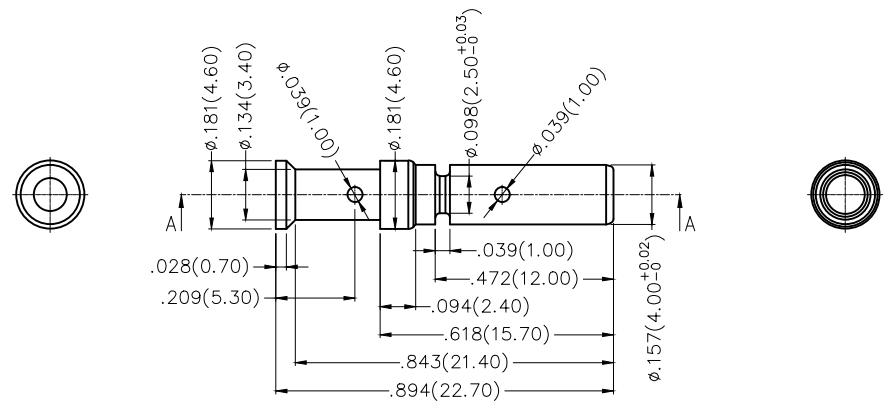 ø.181(4.60)
ø.134(3.40)
ø.039(1.00)
ø.181(4.60)
ø.098(2.50+0.03 -0)
ø.039(1.00)
A
A
.028(0.70)
.209(5.30)
.039(1.00)
.472(12.00)
.094(2.40)
.618(15.70)
.843(21.40)
.894(22.70)
ø.157(4.00+0.02 -0)